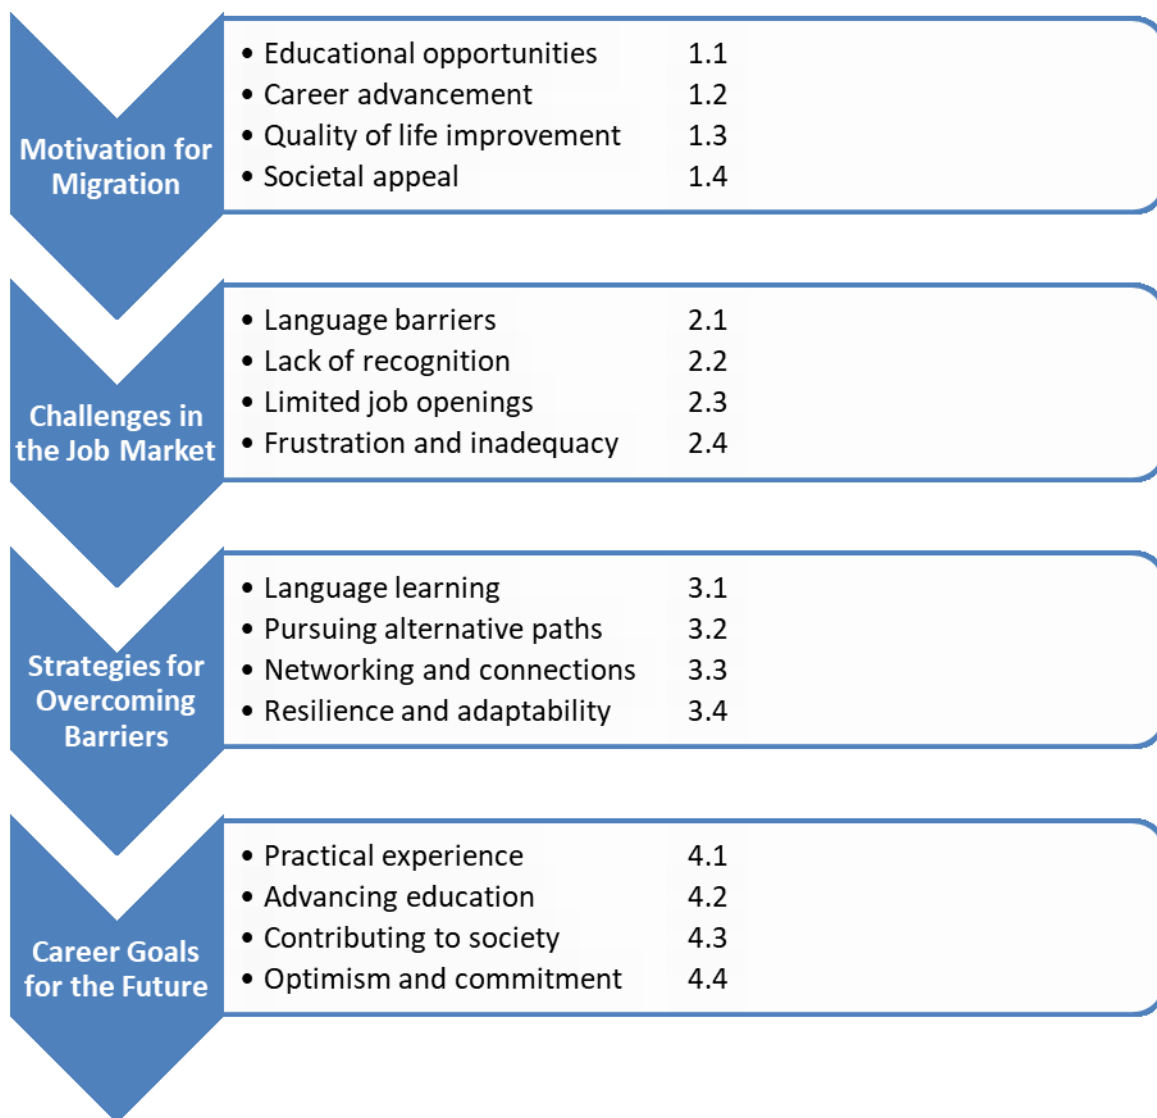 Motivation for
Migration
• Educational opportunities 1.1
• Career advancement 1.2
• Quality of life improvement 1.3
• Societal appeal 1.4
Challenges in
the Job Market
• Language barriers 2.1
• Lack of recognition 2.2
• Limited job openings 2.3
• Frustration and inadequacy 2.4
Strategies for
Overcoming
Barriers
• Language learning 3.1
• Pursuing alternative paths 3.2
• Networking and connections 3.3
• Resilience and adaptability 3.4
Career Goals
for the Future
• Practical experience 4.1
• Advancing education 4.2
• Contributing to society 4.3
• Optimism and commitment 4.4